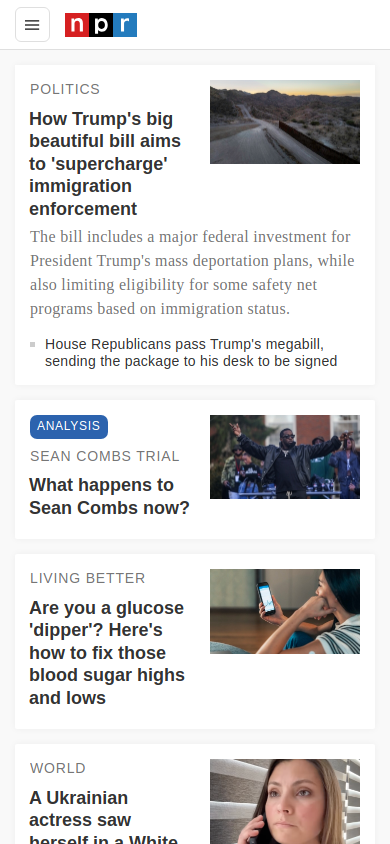 npr
POLITICS
How Trump's big
beautiful bill aims
to 'supercharge'
immigration
enforcement
The bill includes a major federal investment for
President Trump's mass deportation plans, while
also limiting eligibility for some safety net
programs based on immigration status.
House Republicans pass Trump's megabill,
sending the package to his desk to be signed
ANALYSIS
SEAN COMBS TRIAL
What happens to
Sean Combs now?
LIVING BETTER
Are you a glucose
'dipper'? Here's
how to fix those
blood sugar highs
and lows
WORLD
A Ukrainian
actress saw
herself in a White